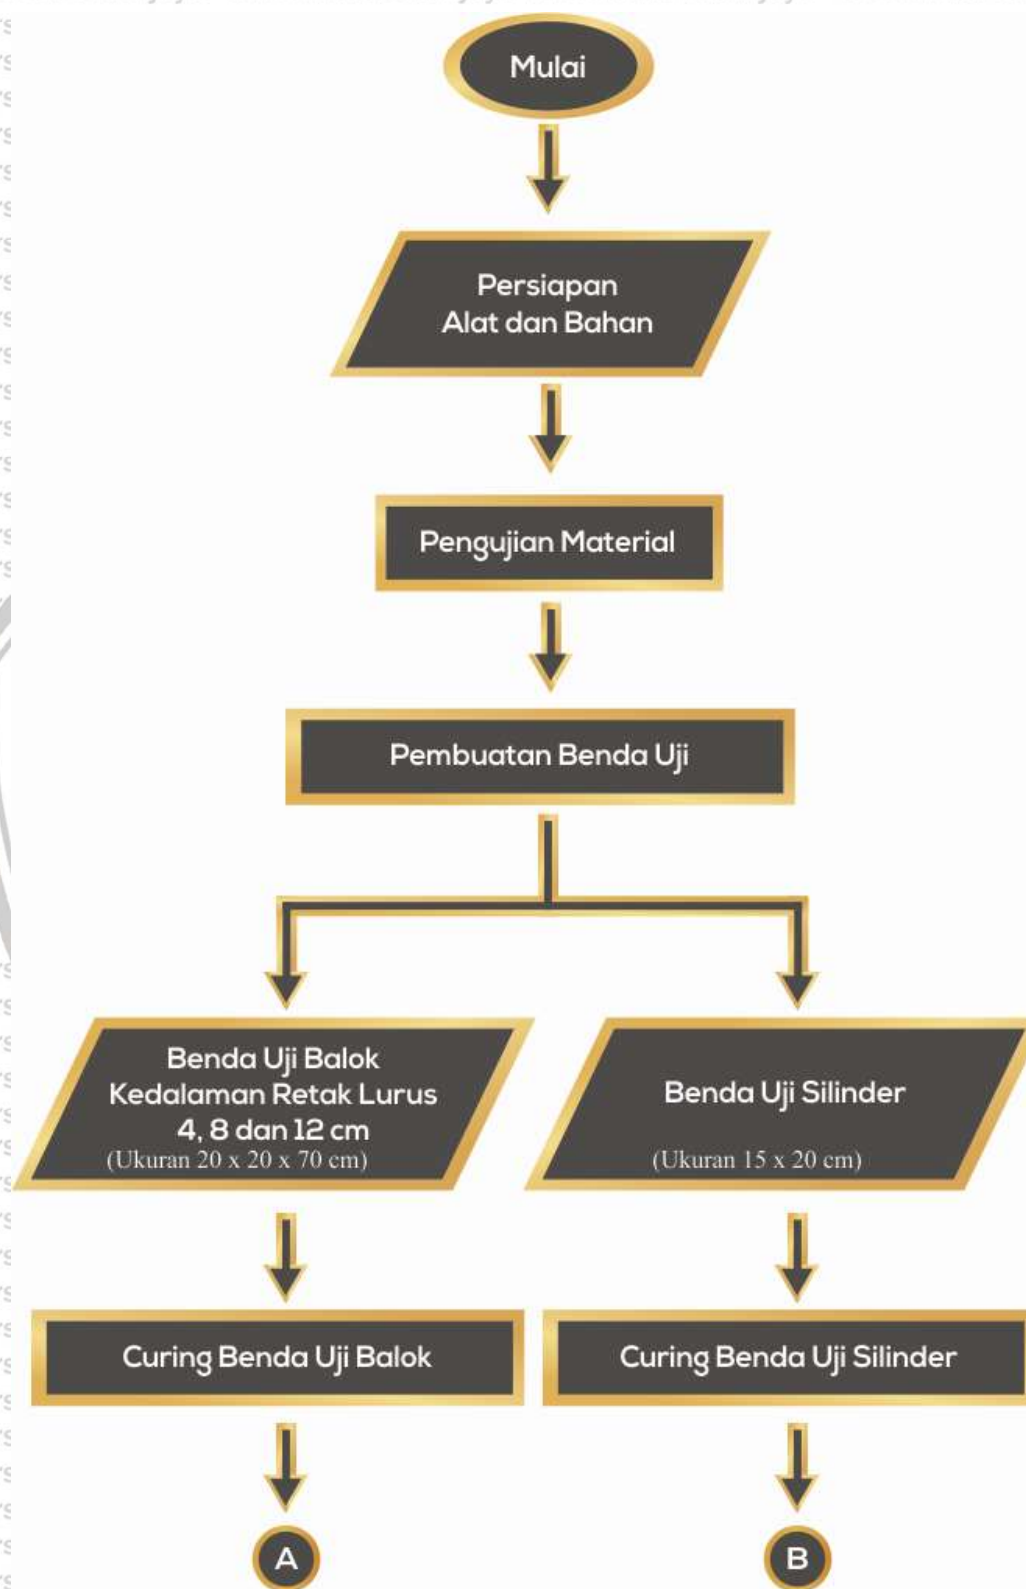 Mulai
Persiapan
Alat dan Bahan
Pengujian Material
Pembuatan Benda Uji
Benda Uji Balok
Kedalaman Retak Lurus
4, 8 dan 12 cm
(Ukuran 20 x 20 x 70 cm)
Benda Uji Silinder
(Ukuran 15 x 20 cm)
Curing Benda Uji Balok
Curing Benda Uji Silinder
A
B